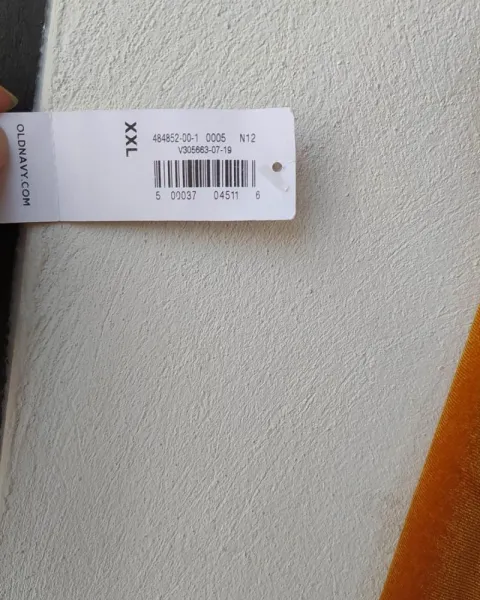 OLDNAVY.COM
XXL
484852-00-1 0005 N12
V305663-07-19
5 00037 04511 6